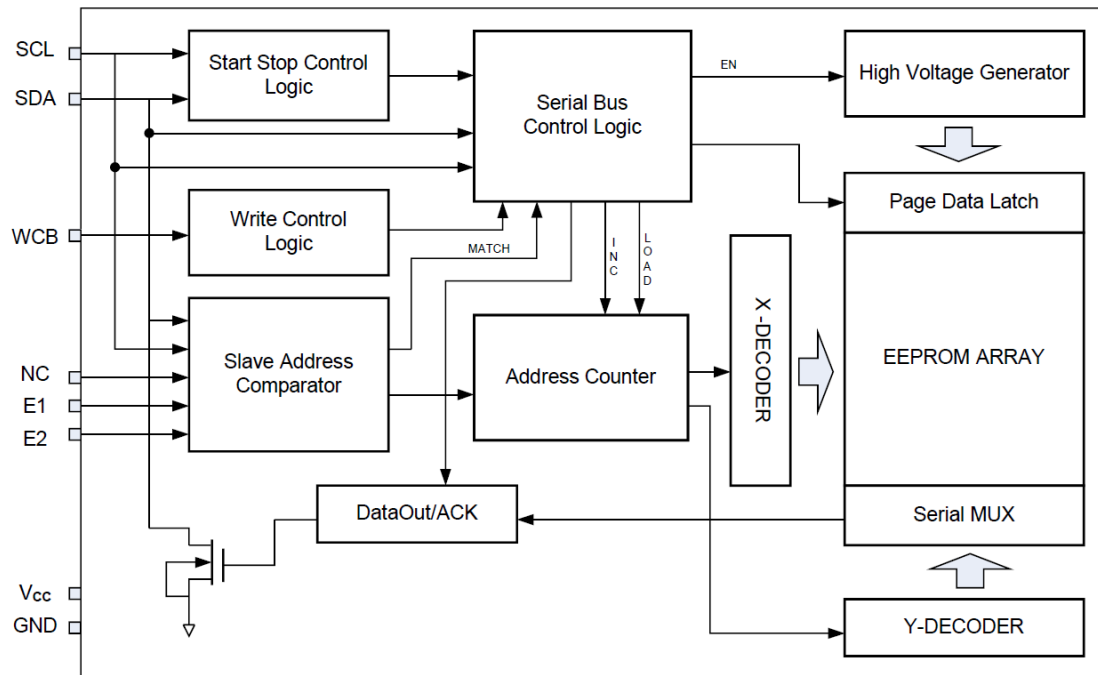 SCL
SDA
WCB
NC
E1
E2
Vcc
GND
Start Stop Control
Logic
Write Control
Logic
Slave Address
Comparator
Serial Bus
Control Logic
MATCH
INC
LOAD
EN
Address Counter
DataOut/ACK
X-DECODER
High Voltage Generator
Page Data Latch
EEPROM ARRAY
Serial MUX
Y-DECODER